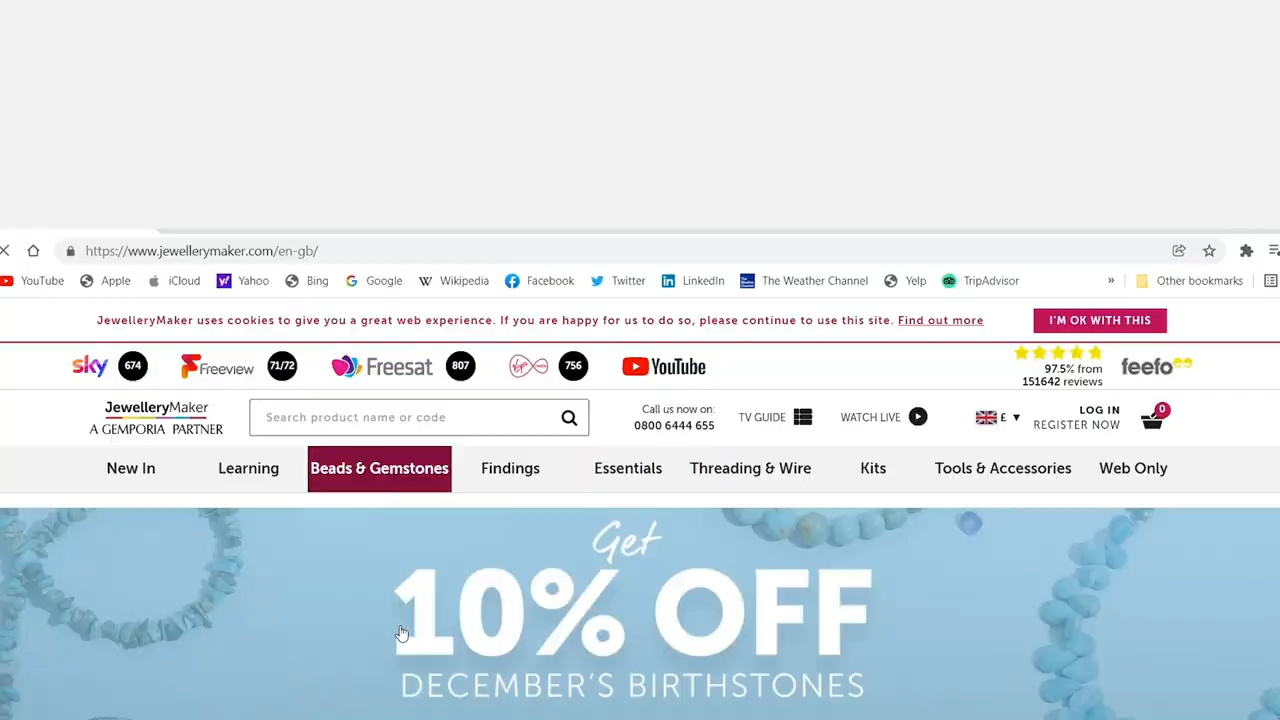 https://www.jewellerymaker.com/en-gb/
YouTube Apple iCloud Yahoo Bing Google Wikipedia Facebook Twitter LinkedIn The Weather Channel Yelp TripAdvisor » Other bookmarks
JewelleryMaker uses cookies to give you a great web experience. If you are happy for us to do so, please continue to use this site. Find out more I'M OK WITH THIS
sky 674 Freeview 71/72 Freesat 807 756 YouTube 97.5% from feefo
151642 reviews
JewelleryMaker
A GEMPORIA PARTNER
Search product name or code
Call us now on:
0800 6444 655
TV GUIDE WATCH LIVE £ ▼
LOG IN
REGISTER NOW
0
New In Learning Beads & Gemstones Findings Essentials Threading & Wire Kits Tools & Accessories Web Only
Get
10% OFF
DECEMBER'S BIRTHSTONES